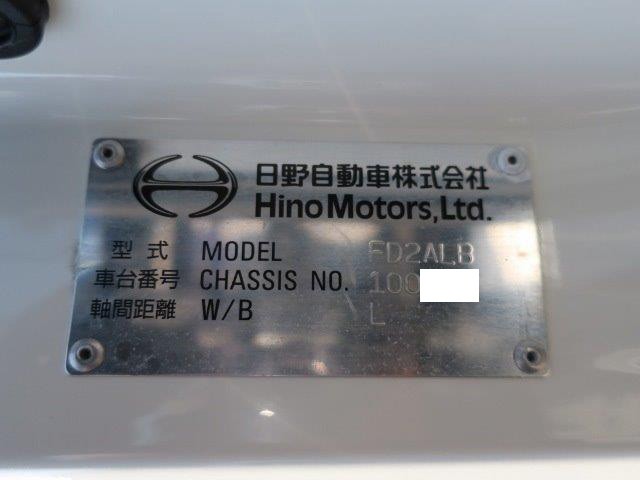 日野自動車株式会社
Hino Motors, Ltd.
型式 MODEL FD2ALB
車台番号 CHASSIS NO. 100
軸間距離 W/B L